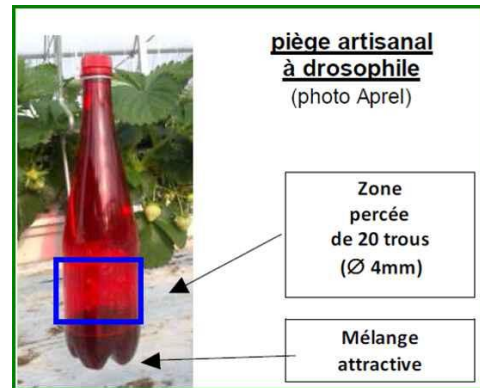 piège artisanal
à drosophile
(photo Aprel)
Zone
percée
de 20 trous
(Ø 4mm)
Mélange
attractive